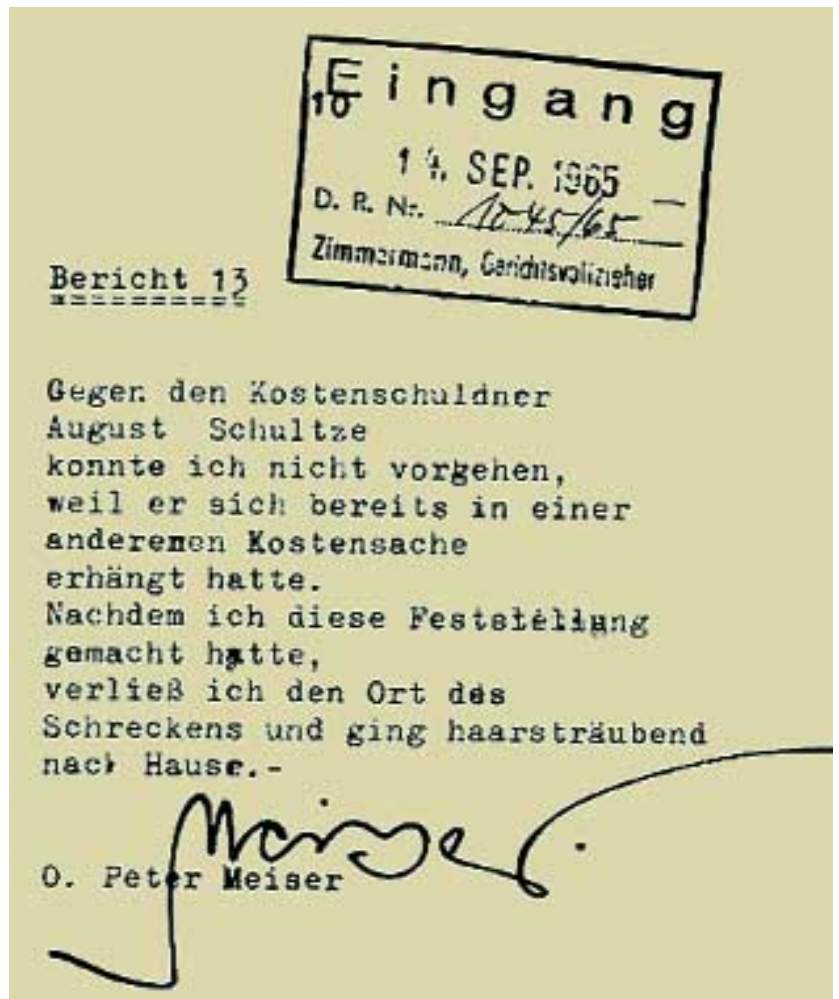 Eingang
10
14. SEP. 1965
D. R. Nr. 1045/65
Zimmermann, Gerichtsvollzieher
Bericht 13
Gegen den Kostenschuldner
August Schultze
konnte ich nicht vorgehen,
weil er sich bereits in einer
anderemen Kostensache
erhängt hatte.
Nachdem ich diese Feststellung
gemacht hatte,
verließ ich den Ort des
Schreckens und ging haarsträubend
nach Hause.-
Meiser
O. Peter Meiser